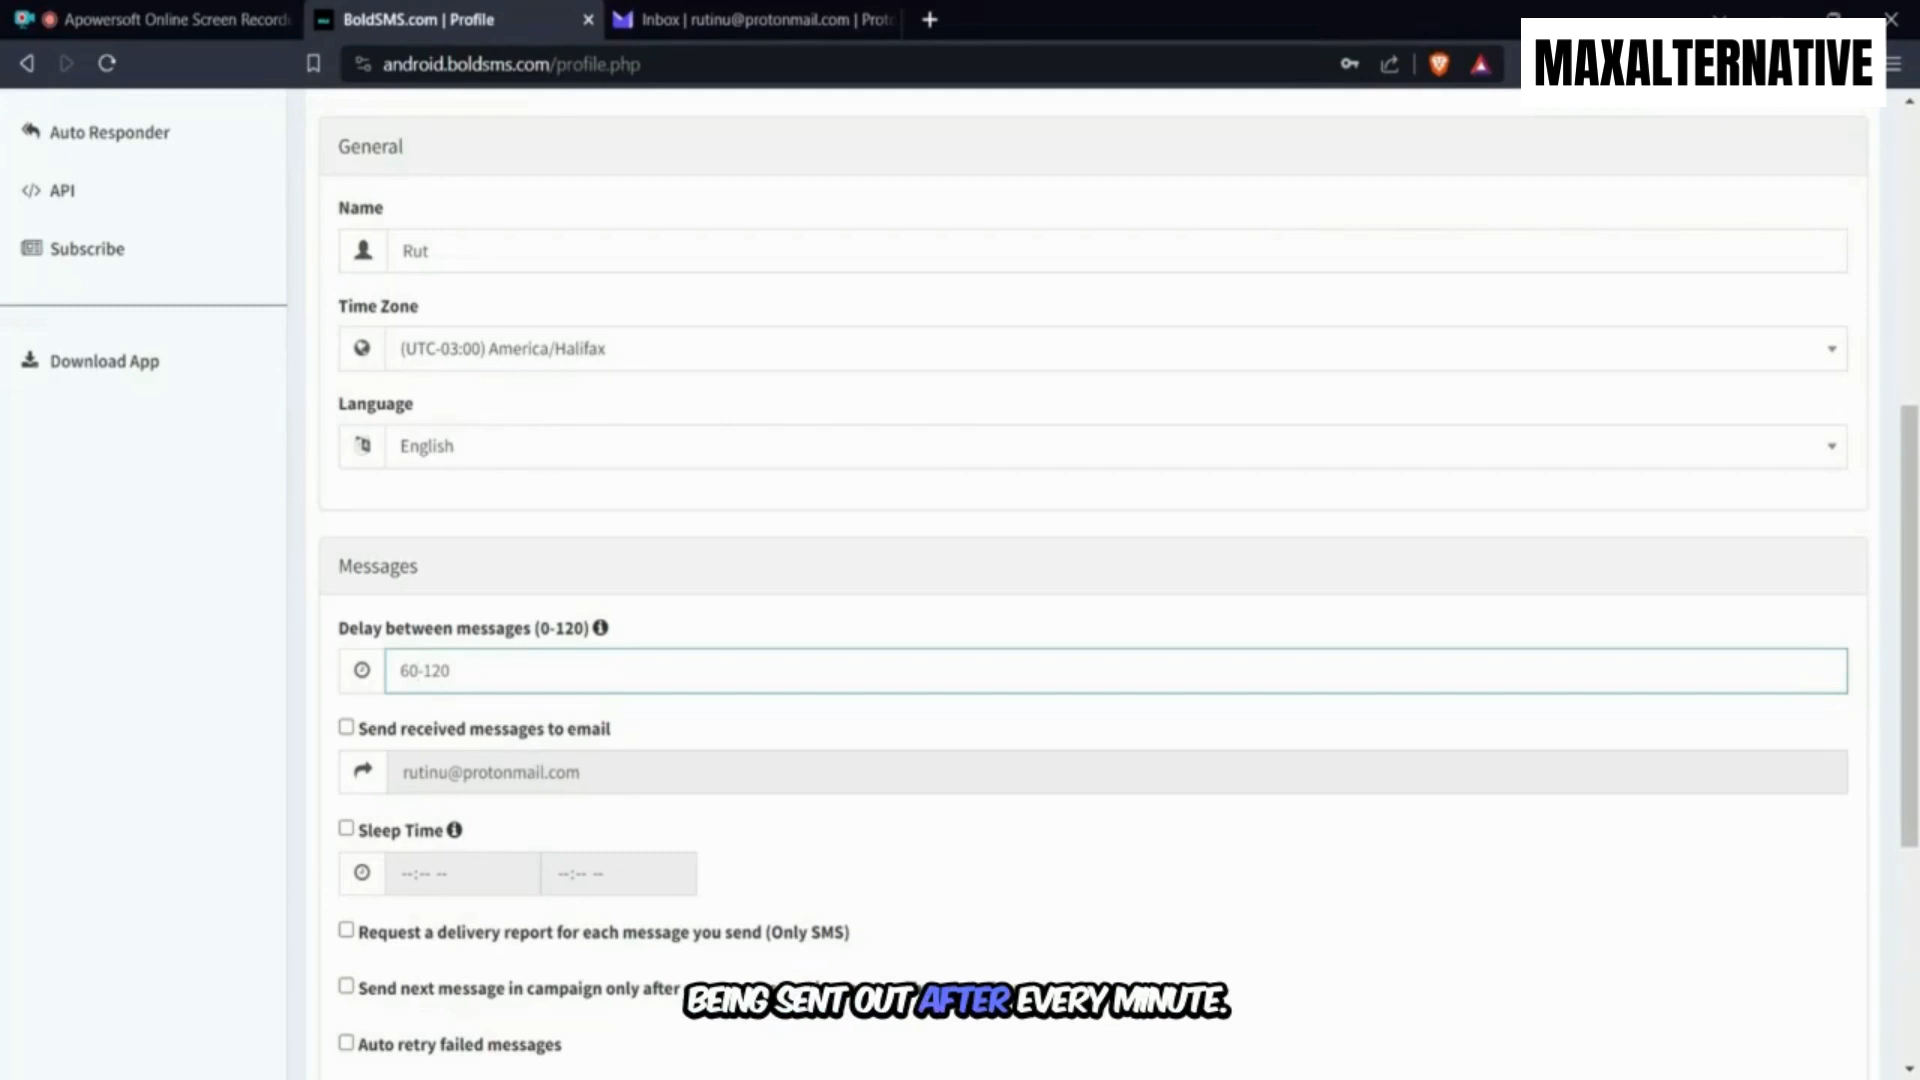 Apowersoft Online Screen Record
BoldSMS.com | Profile
Inbox | rutinu@protonmail.com | Prot
android.boldsms.com/profile.php
MAXALTERNATIVE
Auto Responder
API
Subscribe
Download App
General
Name
Rut
Time Zone
(UTC-03:00) America/Halifax
Language
English
Messages
Delay between messages (0-120)
60-120
Send received messages to email
rutinu@protonmail.com
Sleep Time
--:-- --
--:-- --
Request a delivery report for each message you send (Only SMS)
Send next message in campaign only after
BEING SENT OUT AFTER EVERY MINUTE.
Auto retry failed messages